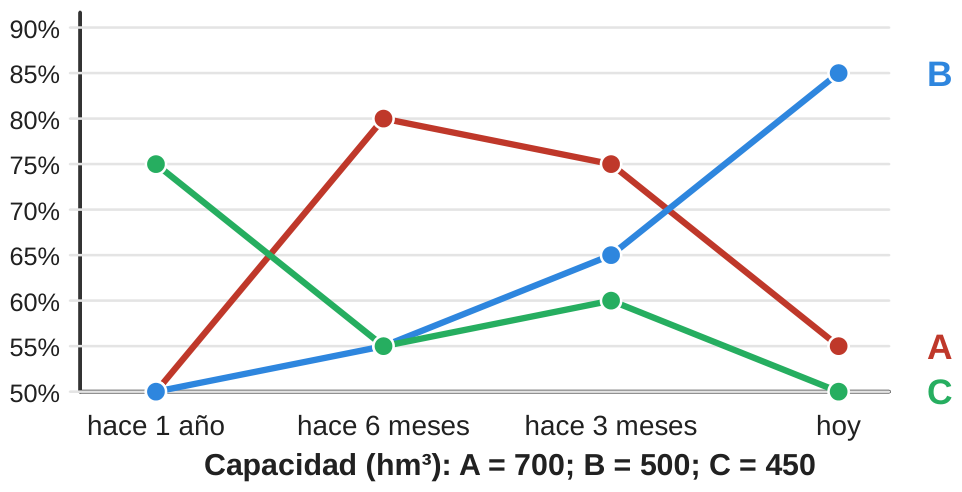 90%
85%
B
80%
75%
70%
65%
60%
55%
A
50%
C
hace 1 año hace 6 meses hace 3 meses hoy
Capacidad (hm³): A = 700; B = 500; C = 450